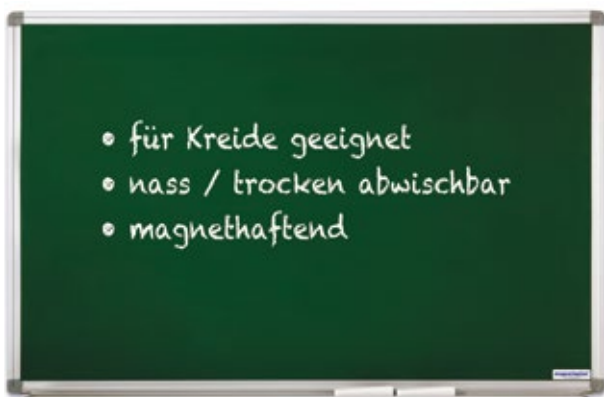 • für Kreide geeignet
• nass / trocken abwischbar
• magnethaftend